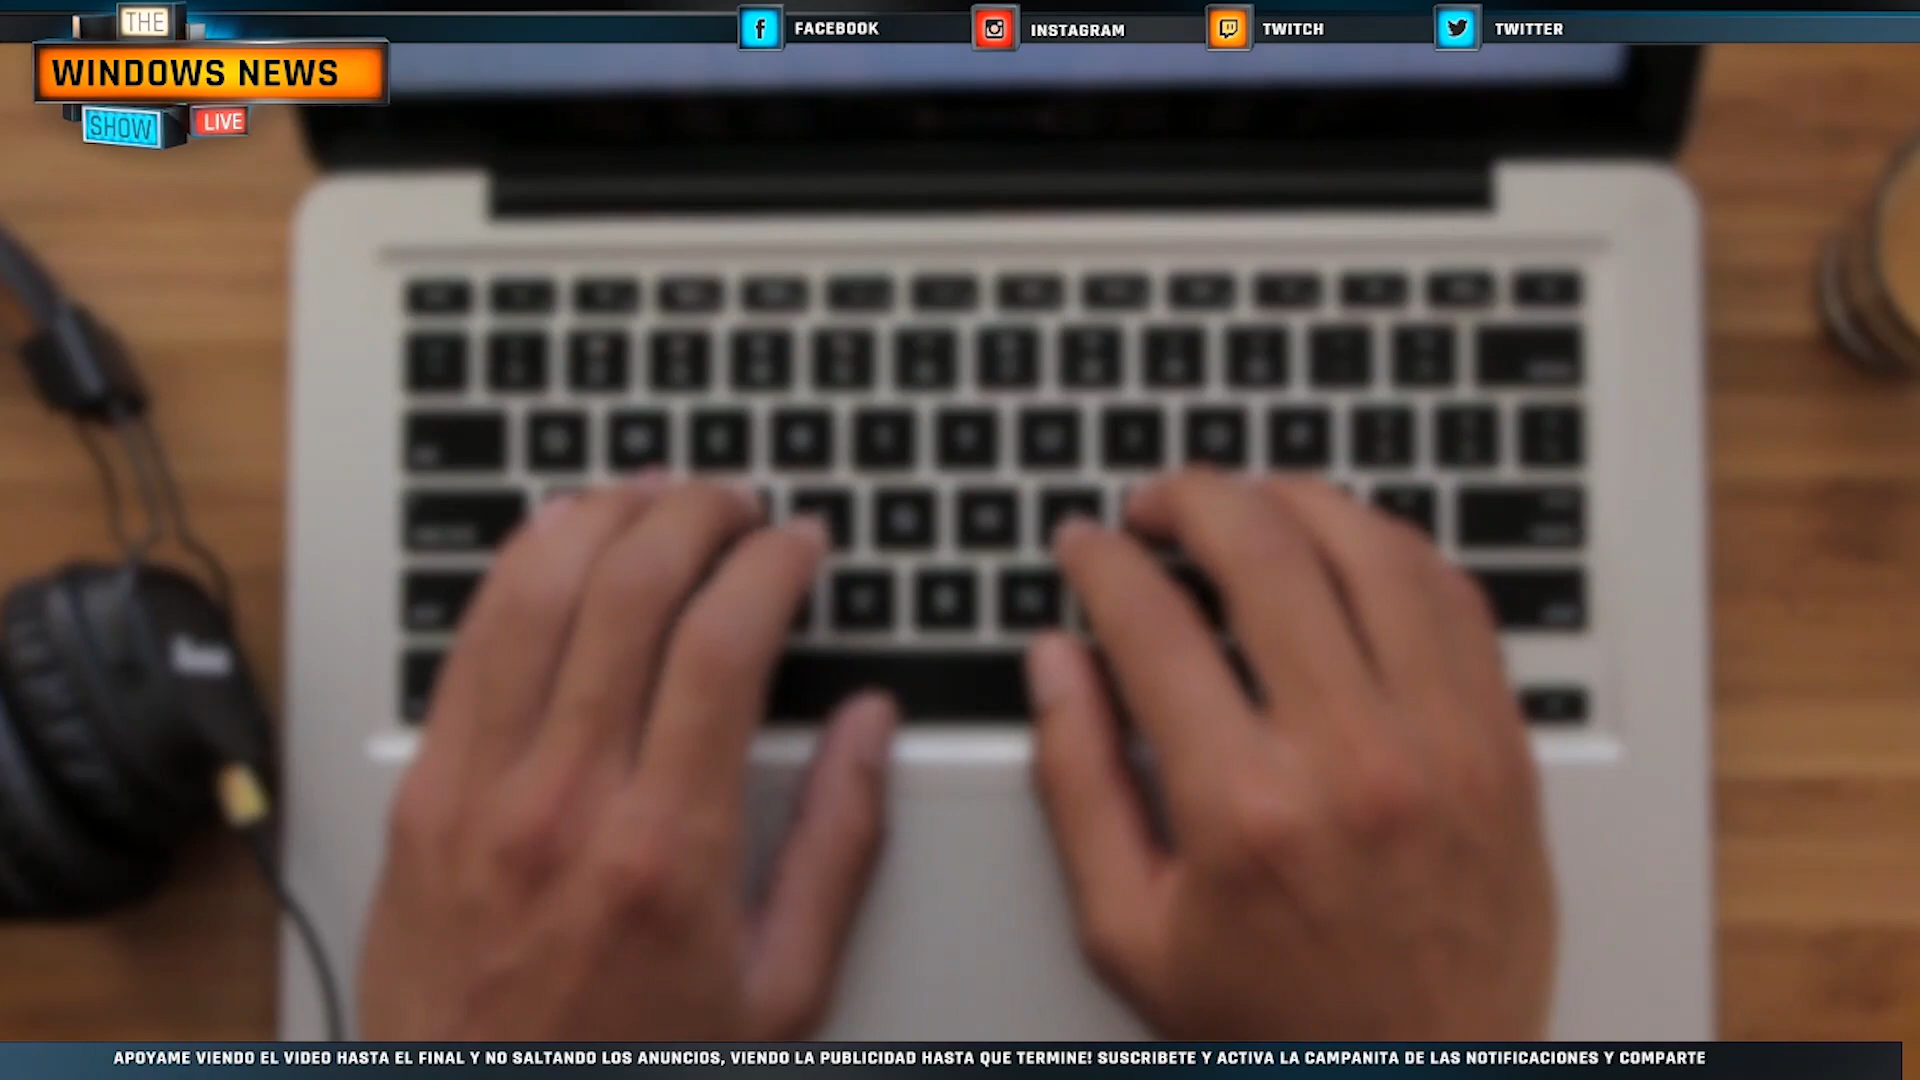 THE
WINDOWS NEWS
SHOW
LIVE
FACEBOOK
INSTAGRAM
TWITCH
TWITTER
APOYAME VIENDO EL VIDEO HASTA EL FINAL Y NO SALTANDO LOS ANUNCIOS, VIENDO LA PUBLICIDAD HASTA QUE TERMINE! SUSCRIBETE Y ACTIVA LA CAMPANITA DE LAS NOTIFICACIONES Y COMPARTE